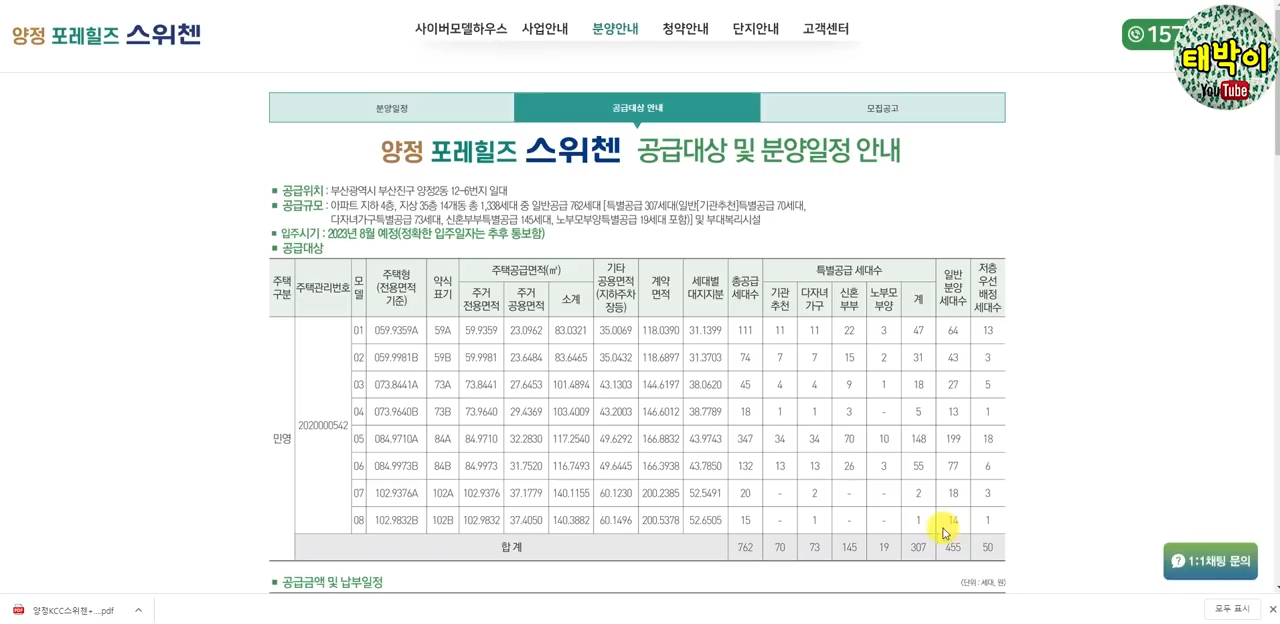 양정 포레힐즈 스위첸
사이버모델하우스 사업안내 분양안내 청약안내 단지안내 고객센터
157
태박이
YouTube
분양일정 공급대상 안내 모집공고
양정 포레힐즈 스위첸 공급대상 및 분양일정 안내
■ 공급위치 : 부산광역시 부산진구 양정2동 12-6번지 일대
■ 공급규모 : 아파트 지하 4층, 지상 35층 14개동 총 1,338세대 중 일반공급 762세대 [특별공급 307세대(일반[기관추천]특별공급 70세대,
다자녀가구특별공급 73세대, 신혼부부특별공급 145세대, 노부모부양특별공급 19세대 포함)] 및 부대복리시설
■ 입주시기 : 2023년 8월 예정(정확한 입주일자는 추후 통보함)
■ 공급대상
주택구분 주택관리번호 모델 주택형(전용면적기준) 약식표기 주택공급면적(㎡) 기타공용면적(지하주차장등) 계약면적 세대별대지지분 총공급세대수 특별공급 세대수 일반분양세대수 저층우선배정세대수
주거전용면적 주거공용면적 소계 기관추천 다자녀가구 신혼부부 노부모부양 계
01 059.9359A 59A 59.9359 23.0962 83.0321 35.0069 118.0390 31.1399 111 11 11 22 3 47 64 13
02 059.9981B 59B 59.9981 23.6484 83.6465 35.0432 118.6897 31.3703 74 7 7 15 2 31 43 3
03 073.8441A 73A 73.8441 27.6453 101.4894 43.1303 144.6197 38.0620 45 4 4 9 1 18 27 5
04 073.9640B 73B 73.9640 29.4369 103.4009 43.2003 146.6012 38.7789 18 1 1 3 - 5 13 1
민영 2020000542
05 084.9710A 84A 84.9710 32.2830 117.2540 49.6292 166.8832 43.9743 347 34 34 70 10 148 199 18
06 084.9973B 84B 84.9973 31.7520 116.7493 49.6445 166.3938 43.7850 132 13 13 26 3 55 77 6
07 102.9376A 102A 102.9376 37.1779 140.1155 60.1230 200.2385 52.5491 20 - 2 - - 2 18 3
08 102.9832B 102B 102.9832 37.4050 140.3882 60.1496 200.5378 52.6505 15 - 1 - - 1 14 1
합 계 762 70 73 145 19 307 455 50
■ 공급금액 및 납부일정
(단위 : 세대, 원)
1:1채팅 문의
양정KCC스위첸+....pdf
모두 표시